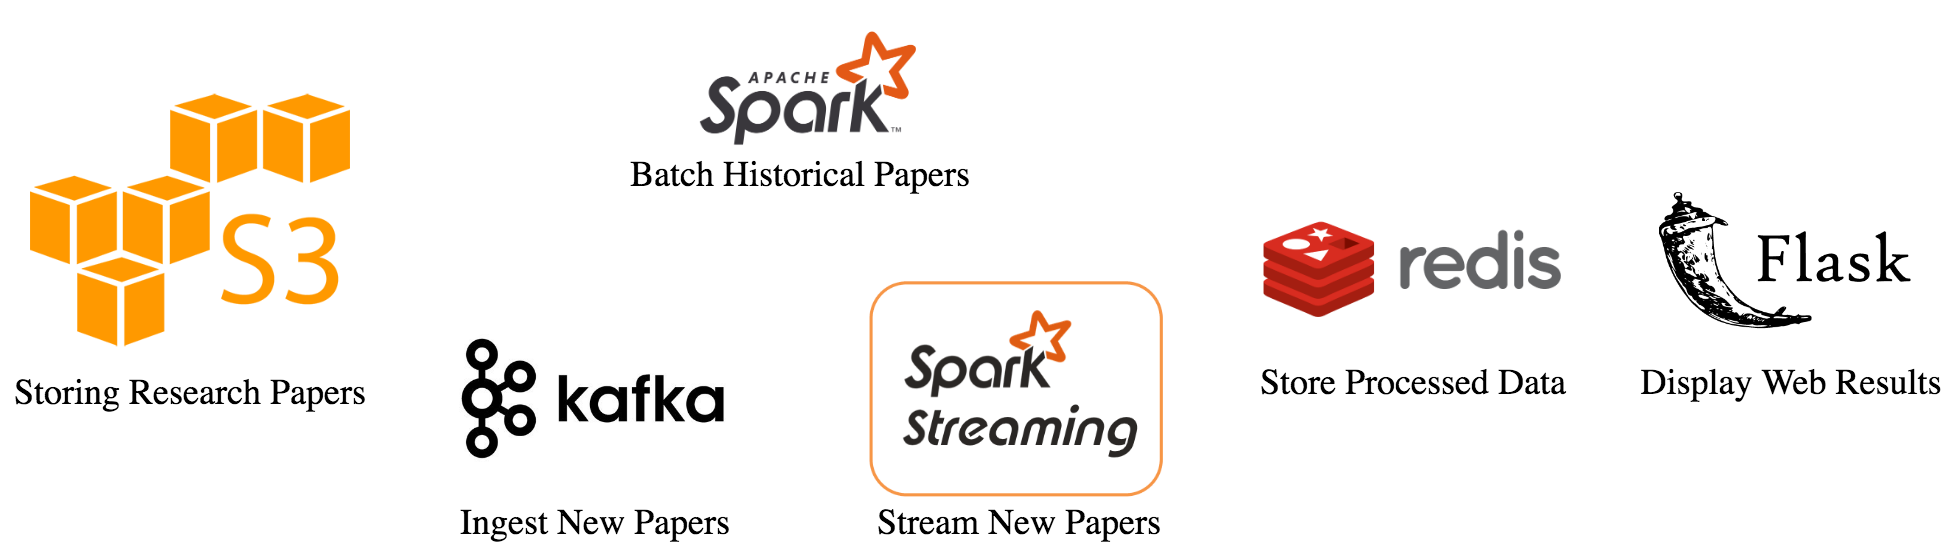 APACHE
Spark™
Batch Historical Papers
S3
Storing Research Papers
redis
Store Processed Data
Flask
Display Web Results
kafka
Ingest New Papers
Spark
Streaming
Stream New Papers